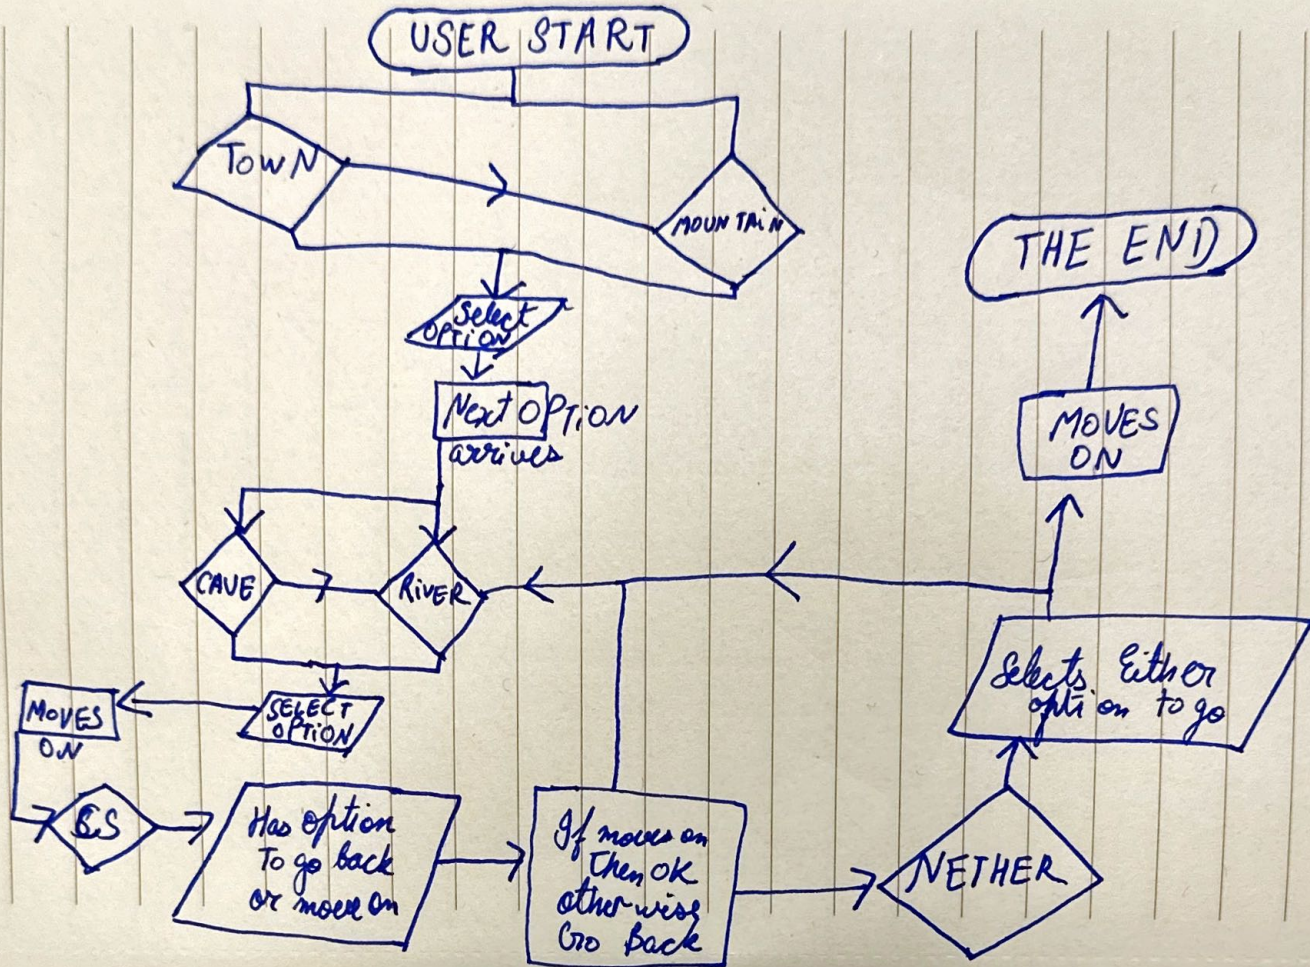 USER START
TOWN
MOUNTAIN
Select
OPTION
Next OPTION
arrives
CAVE
RIVER
SELECT
OPTION
MOVES
ON
Has option
To go back
or move on
If moves on
Then OK
otherwise
Go Back
NETHER
Selects Either
option to go
MOVES
ON
THE END